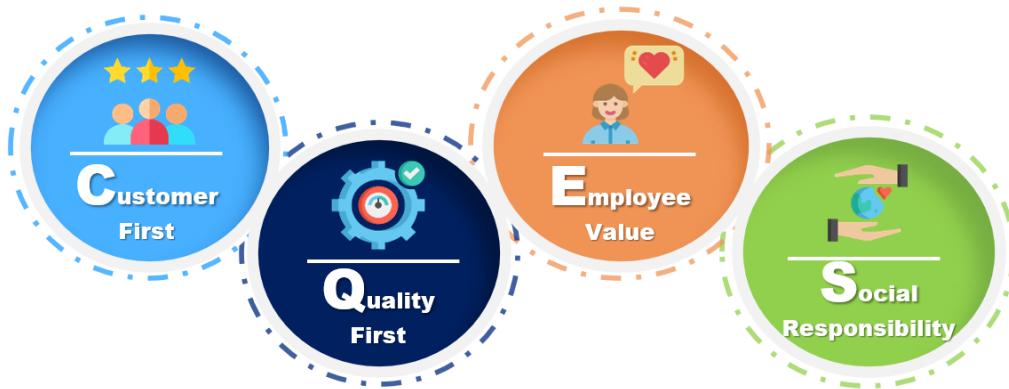 Customer
First
Quality
First
Employee
Value
Social
Responsibility